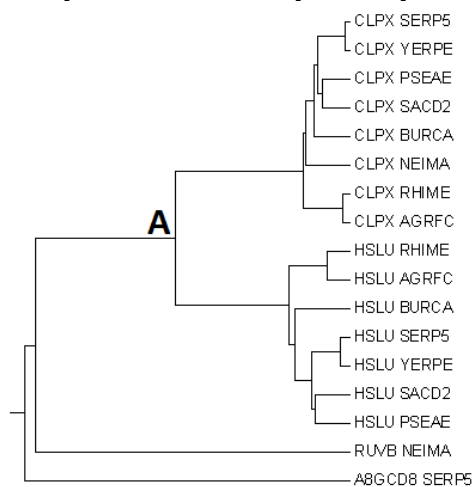 CLPX SERP5
CLPX YERPE
CLPX PSEAE
CLPX SACD2
CLPX BURCA
CLPX NEIMA
A
CLPX RHIME
CLPX AGRFC
HSLU RHIME
HSLU AGRFC
HSLU BURCA
HSLU SERP5
HSLU YERPE
HSLU SACD2
HSLU PSEAE
RUVB NEIMA
A8GCD8 SERP5